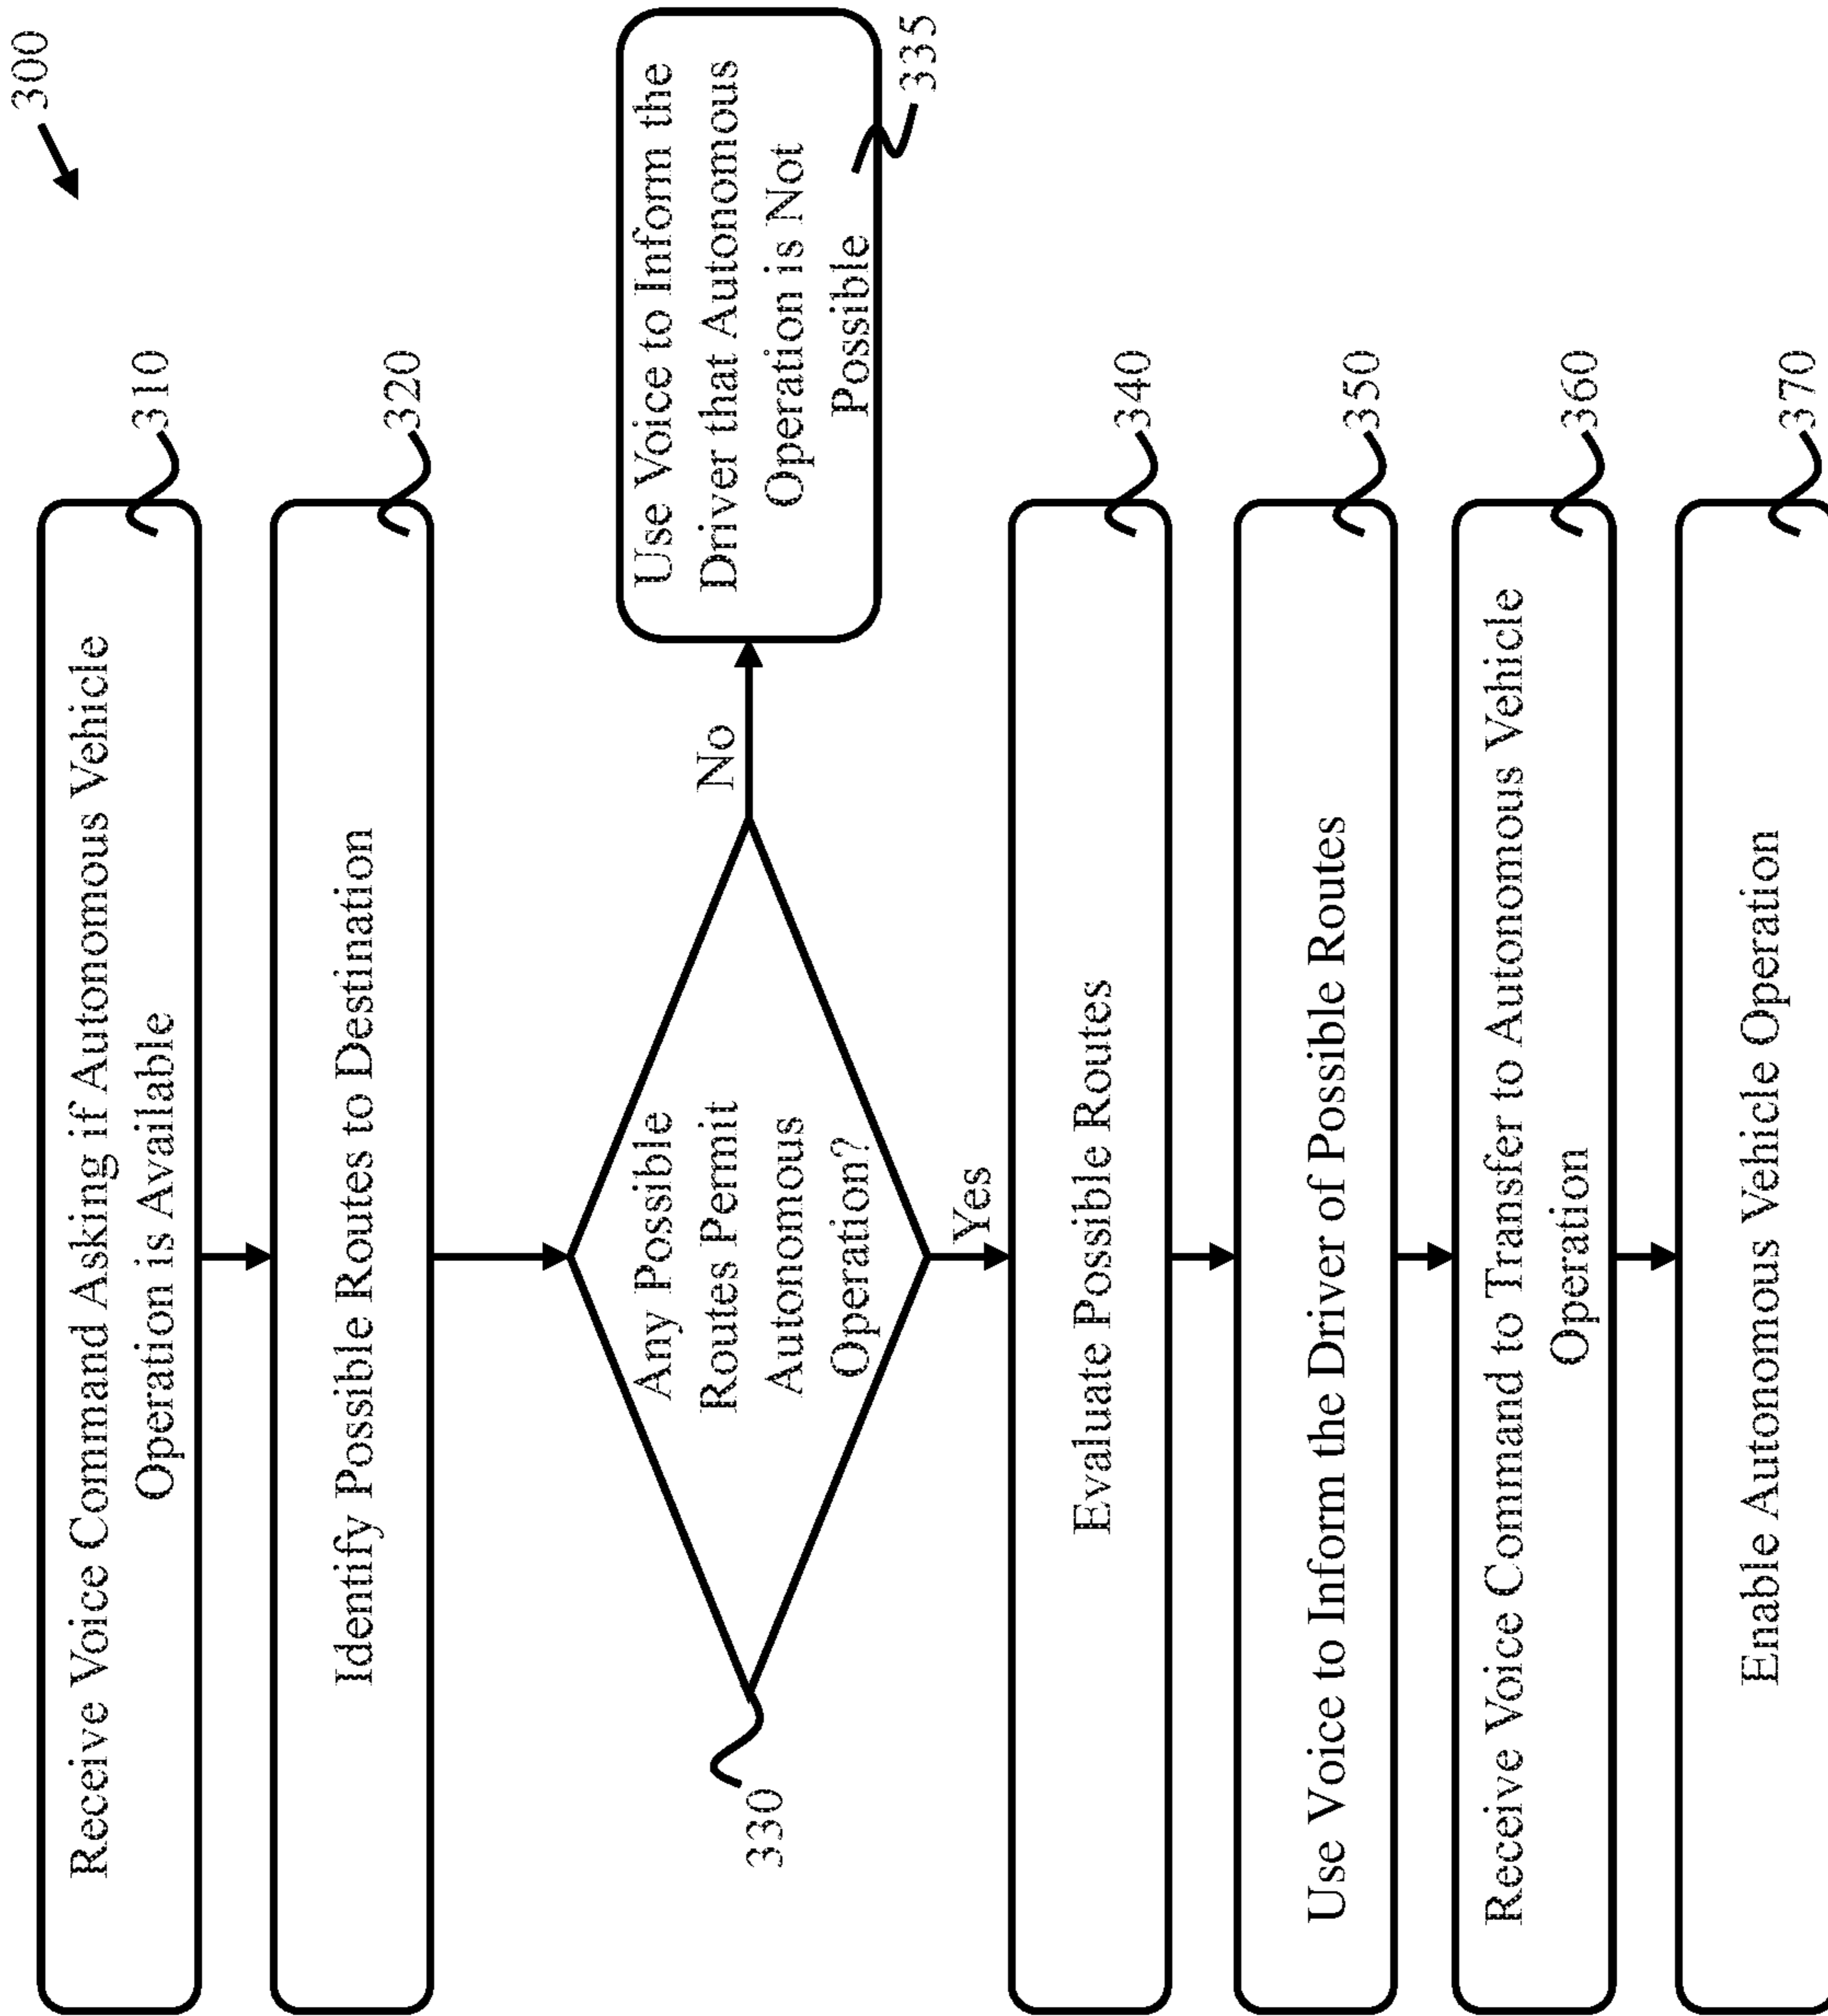 300
Receive Voice Command Asking if Autonomous Vehicle
Operation is Available
310
Identify Possible Routes to Destination
320
Any Possible
Routes Permit
Autonomous
Operation?
330
No
Use Voice to Inform the
Driver that Autonomous
Operation is Not
Possible
335
Yes
Evaluate Possible Routes
340
Use Voice to Inform the Driver of Possible Routes
350
Receive Voice Command to Transfer to Autonomous Vehicle
Operation
360
Enable Autonomous Vehicle Operation
370